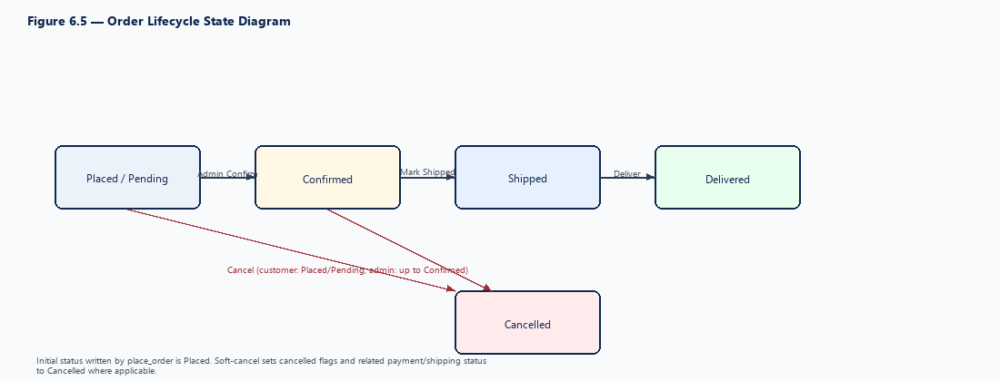 Figure 6.5 — Order Lifecycle State Diagram
Placed / Pending
Admin Confirm
Confirmed
Mark Shipped
Shipped
Deliver
Delivered
Cancel (customer: Placed/Pending; admin: up to Confirmed)
Cancelled
Initial status written by place_order is Placed. Soft-cancel sets cancelled flags and related payment/shipping status
to Cancelled where applicable.